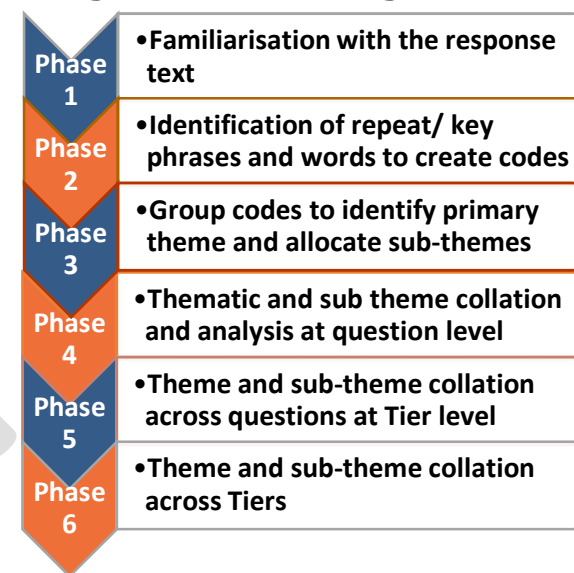 Phase
1
•Familiarisation with the response
text
Phase
2
•Identification of repeat/ key
phrases and words to create codes
Phase
3
•Group codes to identify primary
theme and allocate sub-themes
Phase
4
•Thematic and sub theme collation
and analysis at question level
Phase
5
•Theme and sub-theme collation
across questions at Tier level
Phase
6
•Theme and sub-theme collation
across Tiers